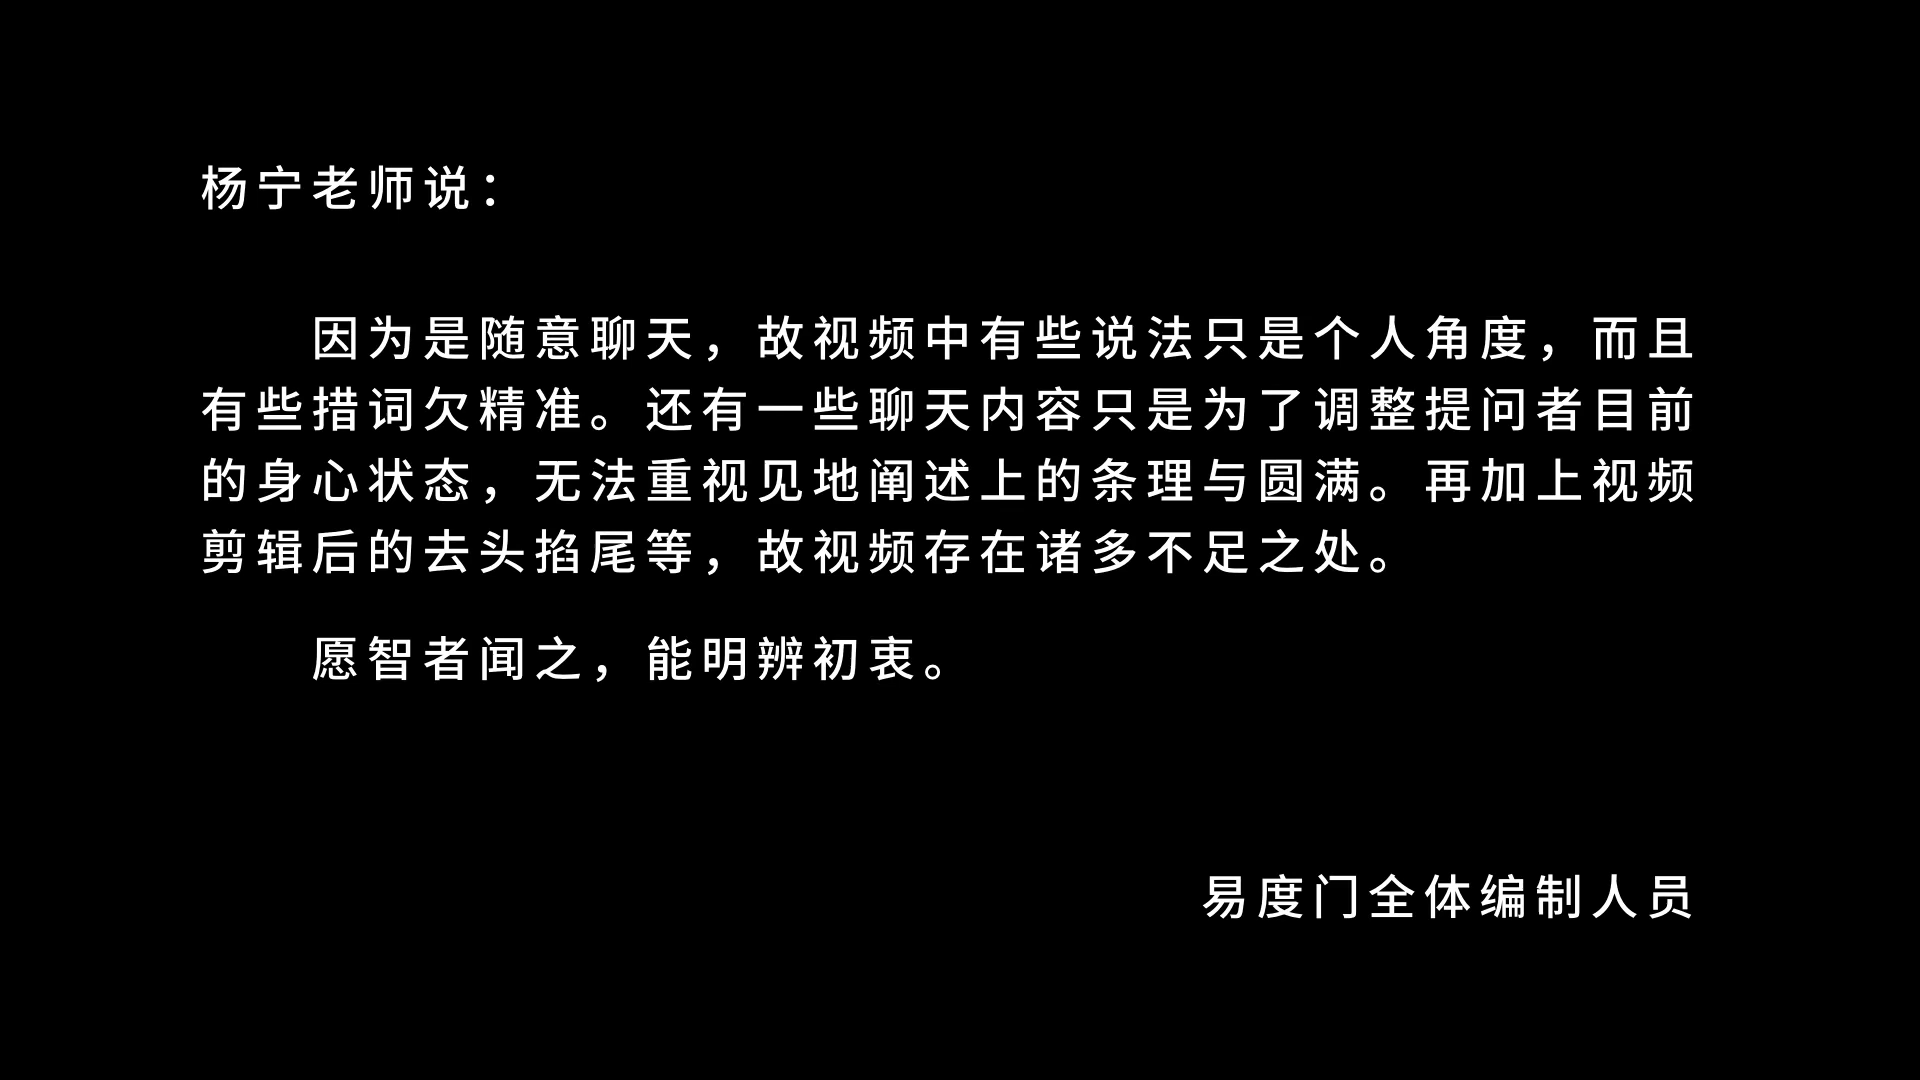 杨宁老师说：
因为是随意聊天，故视频中有些说法只是个人角度，而且
有些措词欠精准。还有一些聊天内容只是为了调整提问者目前
的身心状态，无法重视见地阐述上的条理与圆满。再加上视频
剪辑后的去头掐尾等，故视频存在诸多不足之处。
愿智者闻之，能明辨初衷。
易度门全体编制人员